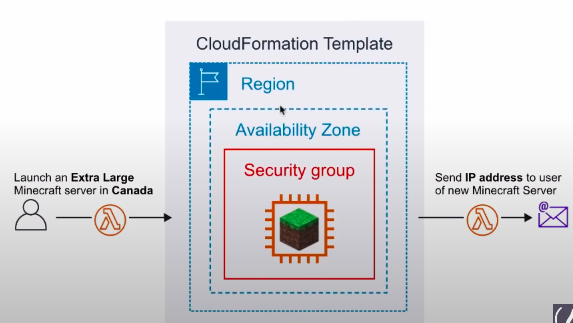 CloudFormation Template
Region
Availability Zone
Security group
Launch an Extra Large
Minecraft server in Canada
Send IP address to user
of new Minecraft Server
@